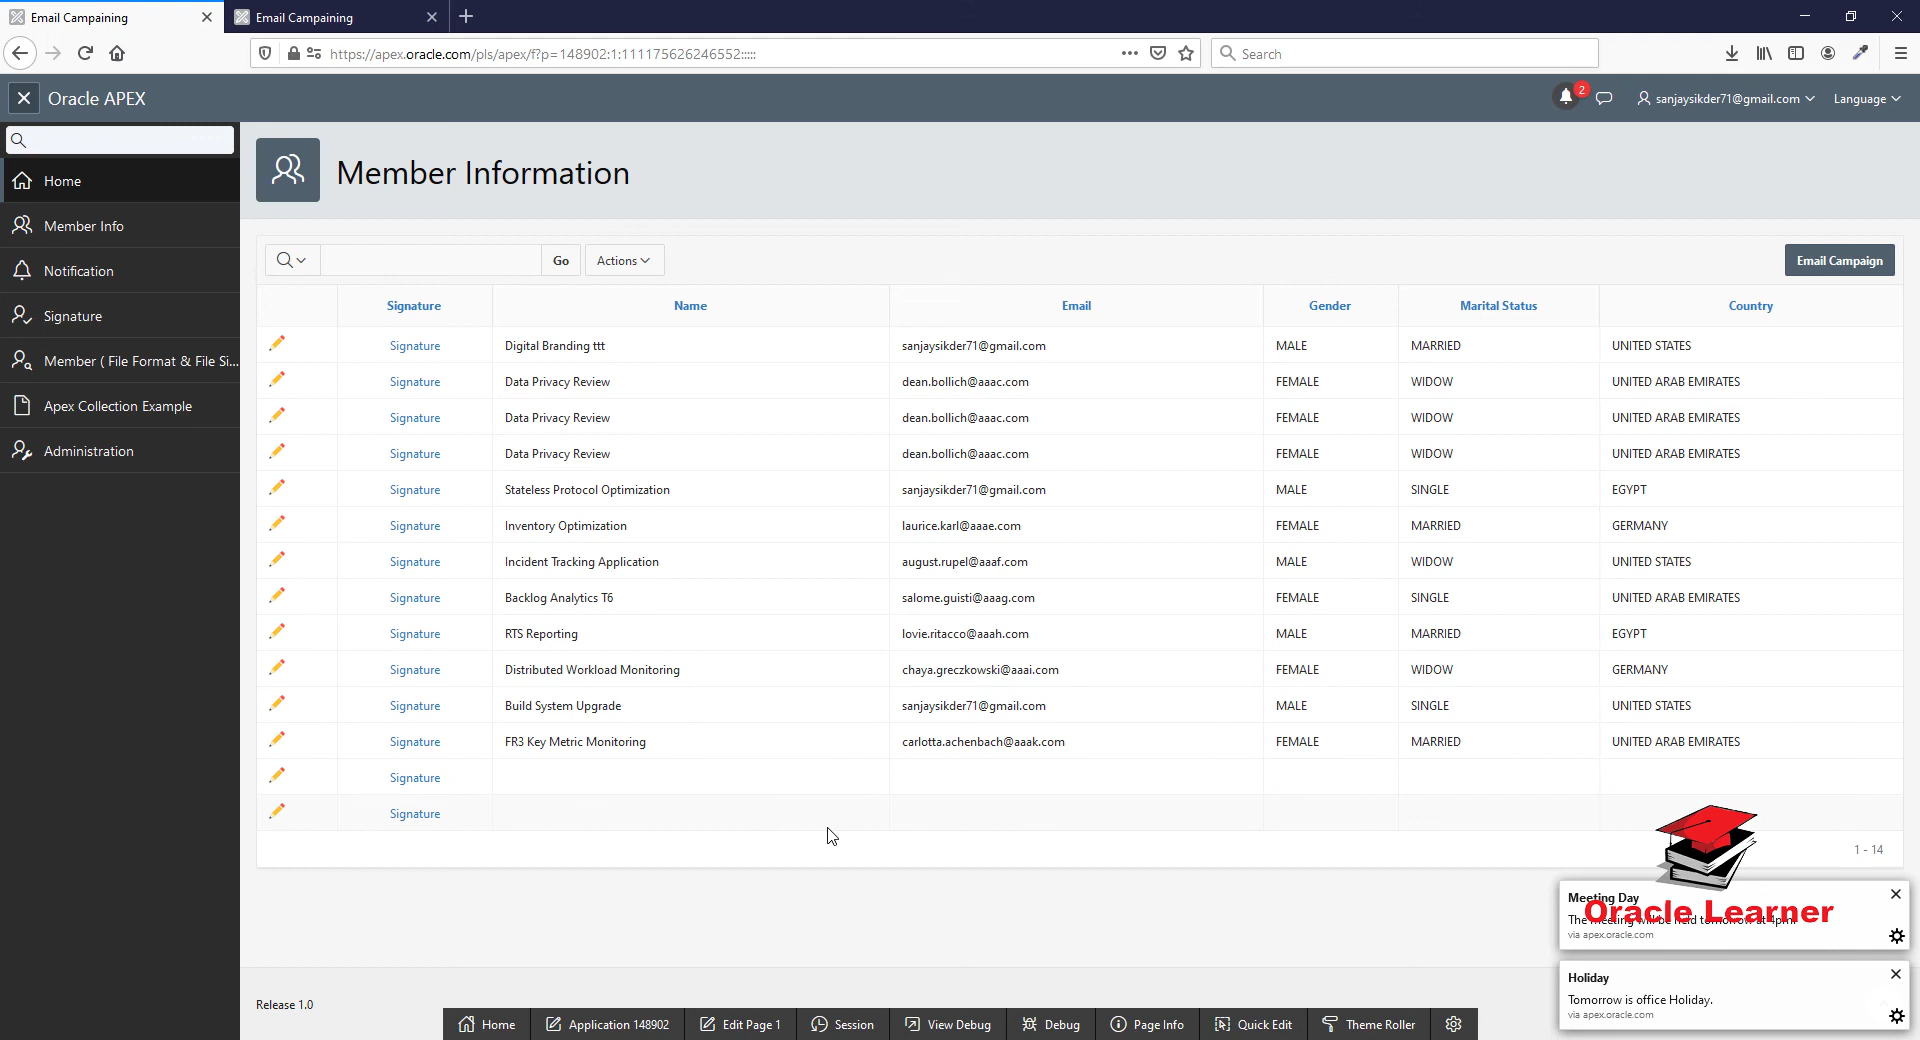 Email Campaining
Email Campaining
https://apex.oracle.com/pls/apex/f?p=148902:1:111175626246552:::::
Search
Oracle APEX
2
sanjaysikder71@gmail.com
Language
Home
Member Info
Notification
Signature
Member ( File Format & File Si...
Apex Collection Example
Administration
Member Information
Go
Actions
Email Campaign
Signature Name Email Gender Marital Status Country
Signature Digital Branding ttt sanjaysikder71@gmail.com MALE MARRIED UNITED STATES
Signature Data Privacy Review dean.bollich@aaac.com FEMALE WIDOW UNITED ARAB EMIRATES
Signature Data Privacy Review dean.bollich@aaac.com FEMALE WIDOW UNITED ARAB EMIRATES
Signature Data Privacy Review dean.bollich@aaac.com FEMALE WIDOW UNITED ARAB EMIRATES
Signature Stateless Protocol Optimization sanjaysikder71@gmail.com MALE SINGLE EGYPT
Signature Inventory Optimization laurice.karl@aaae.com FEMALE MARRIED GERMANY
Signature Incident Tracking Application august.rupel@aaaf.com MALE WIDOW UNITED STATES
Signature Backlog Analytics T6 salome.guisti@aaag.com FEMALE SINGLE UNITED ARAB EMIRATES
Signature RTS Reporting lovie.ritacco@aaah.com MALE MARRIED EGYPT
Signature Distributed Workload Monitoring chaya.greczkowski@aaai.com FEMALE WIDOW GERMANY
Signature Build System Upgrade sanjaysikder71@gmail.com MALE SINGLE UNITED STATES
Signature FR3 Key Metric Monitoring carlotta.achenbach@aaak.com FEMALE MARRIED UNITED ARAB EMIRATES
Signature
Signature
1 - 14
Meeting Day
The meeting will be held tomorrow at 4pm.
via apex.oracle.com
Oracle Learner
Holiday
Tomorrow is office Holiday.
via apex.oracle.com
Release 1.0
Home
Application 148902
Edit Page 1
Session
View Debug
Debug
Page Info
Quick Edit
Theme Roller